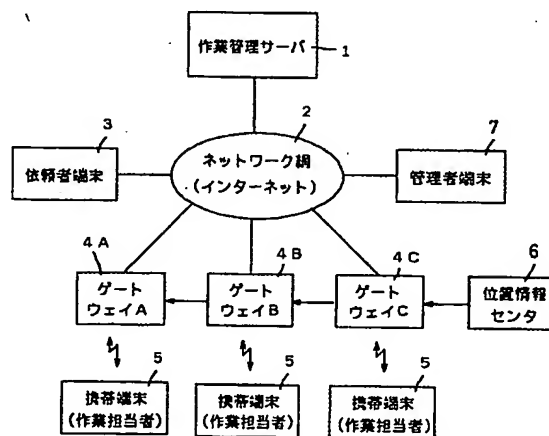 作業管理サーバ
1
2
3
7
依頼者端末
ネットワーク網
(インターネット)
管理者端末
4A
4B
4C
6
ゲート
ウェイA
ゲート
ウェイB
ゲート
ウェイC
位置情報
センタ
5
5
5
携帯端末
(作業担当者)
携帯端末
(作業担当者)
携帯端末
(作業担当者)